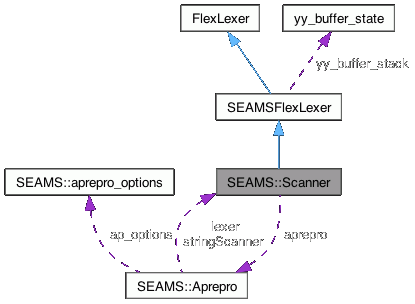 FlexLexer
yy_buffer_state
yy_buffer_stack
SEAMSFlexLexer
SEAMS::aprepro_options
SEAMS::Scanner
ap_options
lexer
stringScanner
aprepro
SEAMS::Aprepro